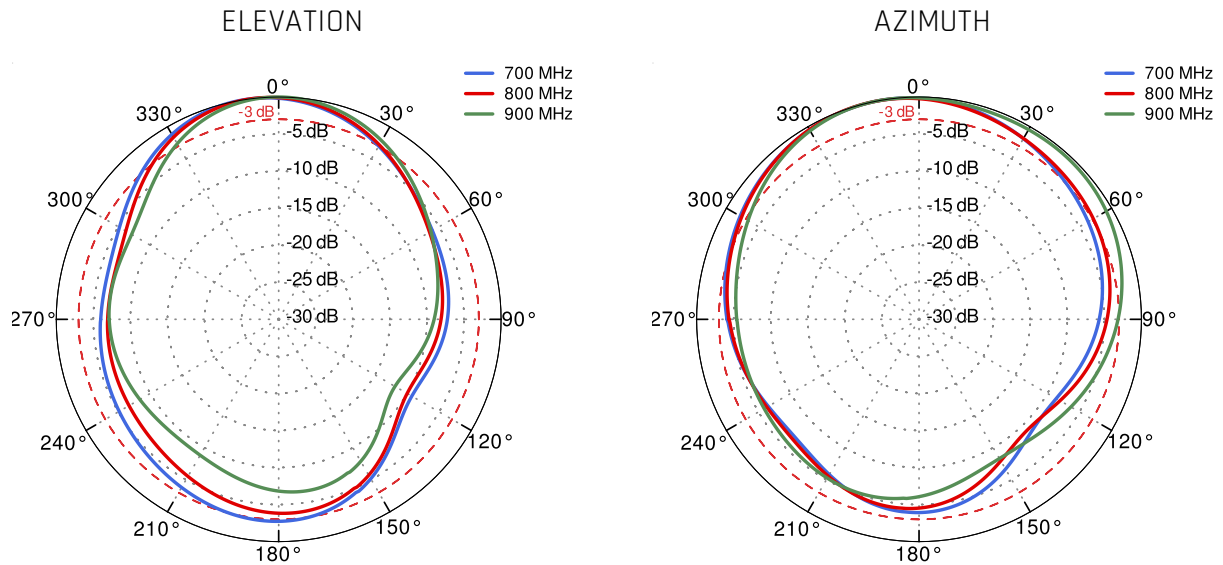 ELEVATION
700 MHz
800 MHz
900 MHz
0°
30°
60°
90°
120°
150°
180°
210°
240°
270°
300°
330°
-3 dB
-5 dB
-10 dB
-15 dB
-20 dB
-25 dB
-30 dB
AZIMUTH
700 MHz
800 MHz
900 MHz
0°
30°
60°
90°
120°
150°
180°
210°
240°
270°
300°
330°
-3 dB
-5 dB
-10 dB
-15 dB
-20 dB
-25 dB
-30 dB